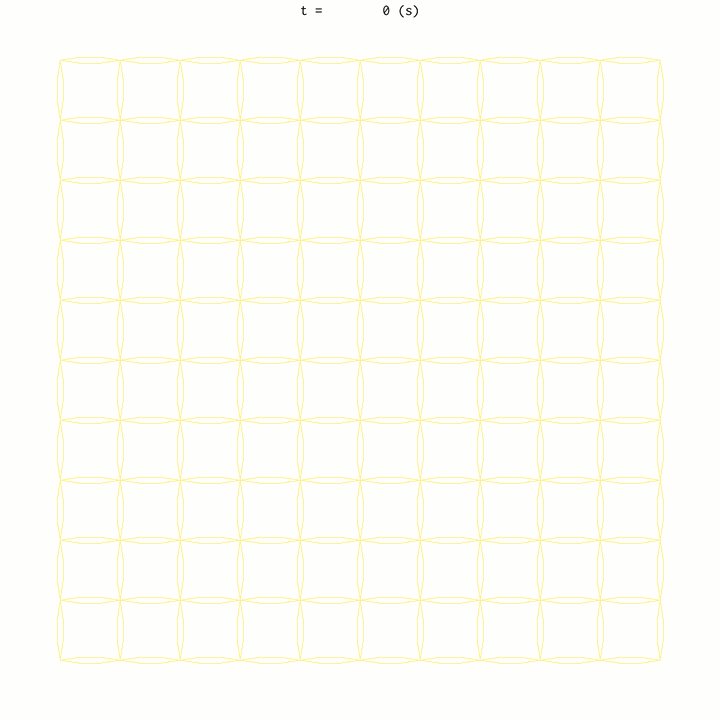 t =        0 (s)